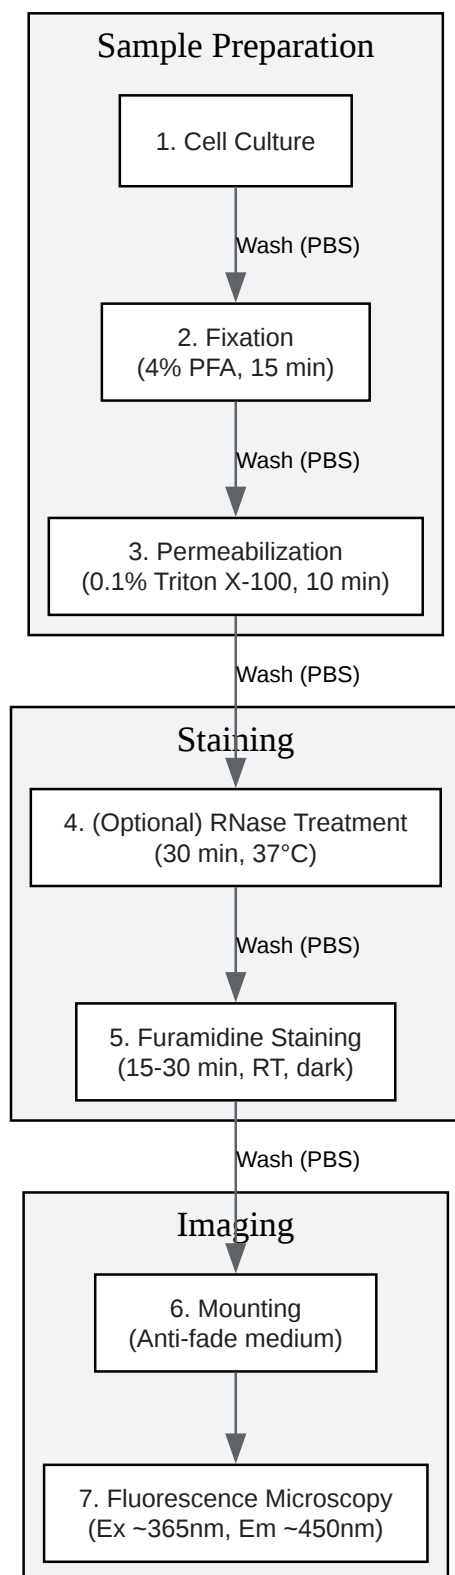 Sample Preparation
1. Cell Culture
Wash (PBS)
2. Fixation
(4% PFA, 15 min)
Wash (PBS)
3. Permeabilization
(0.1% Triton X-100, 10 min)
Wash (PBS)
Staining
4. (Optional) RNase Treatment
(30 min, 37°C)
Wash (PBS)
5. Furamidine Staining
(15-30 min, RT, dark)
Wash (PBS)
Imaging
6. Mounting
(Anti-fade medium)
7. Fluorescence Microscopy
(Ex ~365nm, Em ~450nm)